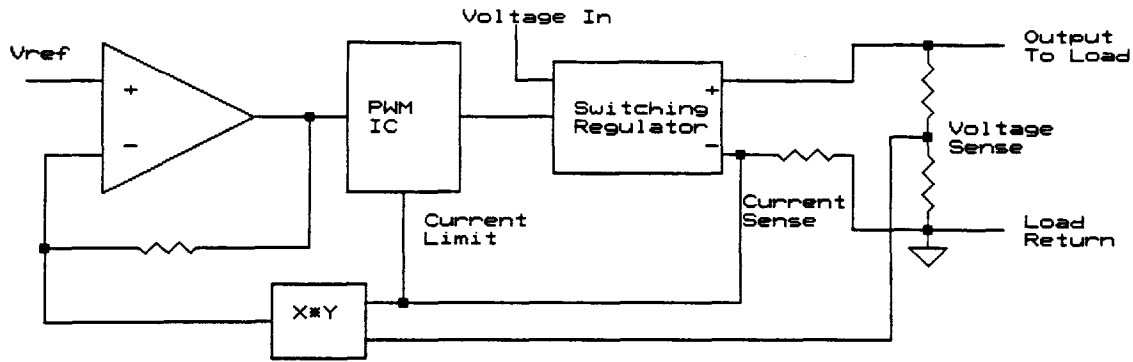 Voltage In
Vref
Output
To Load
+
-
PWM
IC
Switching
Regulator
+
-
Voltage
Sense
Current
Sense
Current
Limit
Load
Return
X*Y